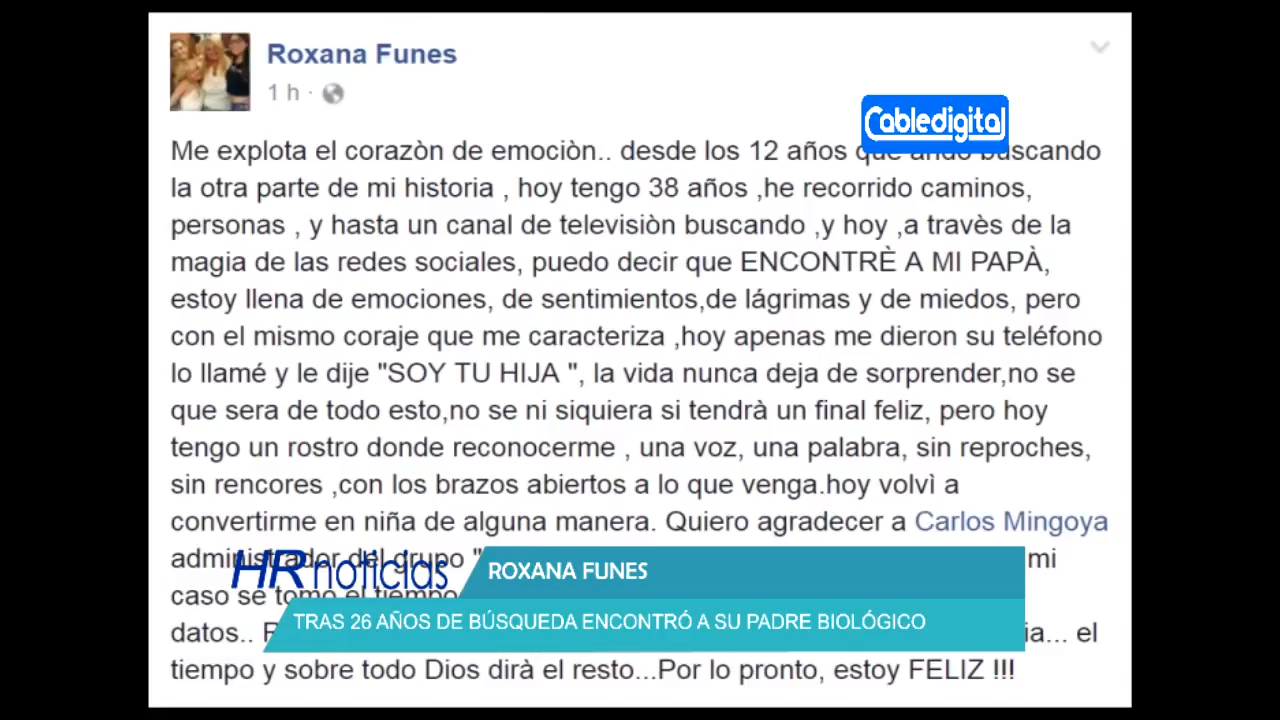 Roxana Funes
1 h ·
Cabledigital
Me explota el corazòn de emociòn.. desde los 12 años que ando buscando
la otra parte de mi historia , hoy tengo 38 años ,he recorrido caminos,
personas , y hasta un canal de televisiòn buscando ,y hoy ,a travès de la
magia de las redes sociales, puedo decir que ENCONTRÈ A MI PAPÀ,
estoy llena de emociones, de sentimientos,de lágrimas y de miedos, pero
con el mismo coraje que me caracteriza ,hoy apenas me dieron su teléfono
lo llamé y le dije "SOY TU HIJA ", la vida nunca deja de sorprender,no se
que sera de todo esto,no se ni siquiera si tendrà un final feliz, pero hoy
tengo un rostro donde reconocerme , una voz, una palabra, sin reproches,
sin rencores ,con los brazos abiertos a lo que venga.hoy volvì a
convertirme en niña de alguna manera. Quiero agradecer a Carlos Mingoya
administrador del grupo " mi
HR noticias
ROXANA FUNES
caso se tomo el tiempo
TRAS 26 AÑOS DE BÚSQUEDA ENCONTRÓ A SU PADRE BIOLÓGICO
datos.. el
tiempo y sobre todo Dios dirà el resto...Por lo pronto, estoy FELIZ !!!